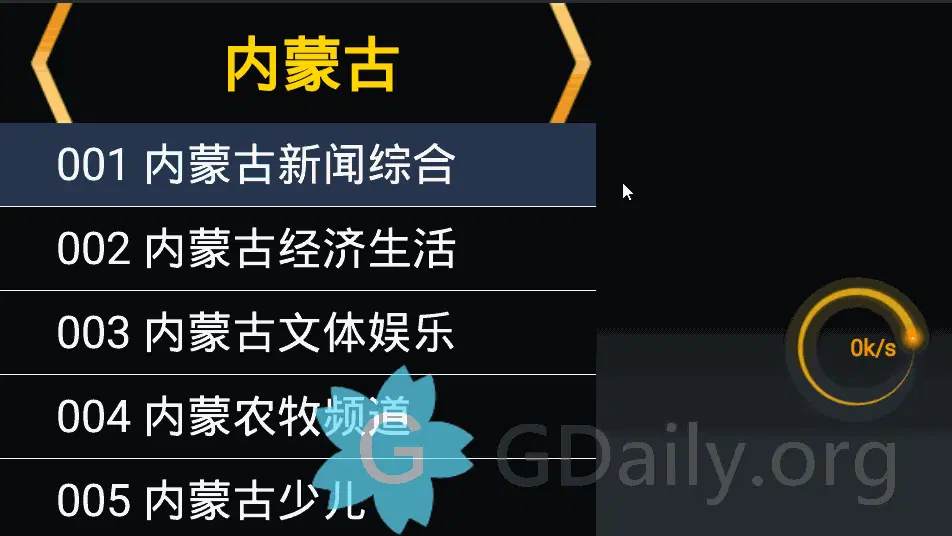 内蒙古
001 内蒙古新闻综合
002 内蒙古经济生活
0k/s
003 内蒙古文体娱乐
004 内蒙农牧频道
G GDaily.org
005 内蒙古少儿